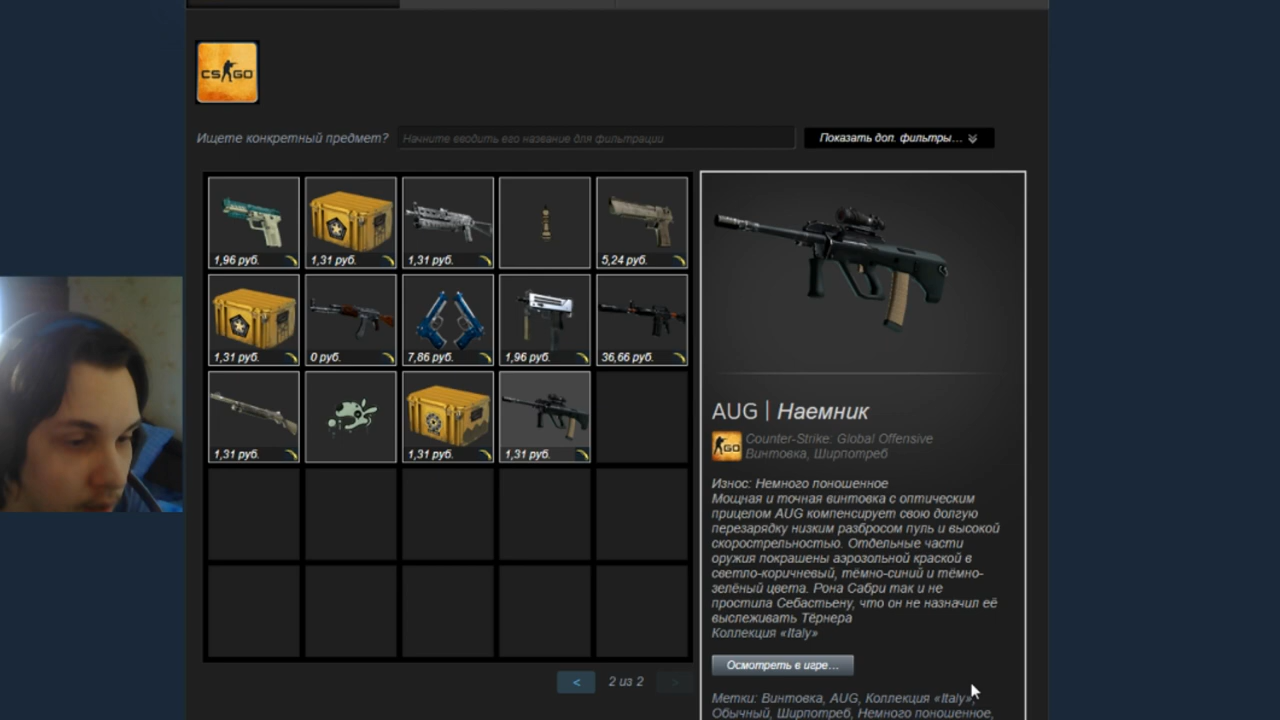 CS GO
Ищете конкретный предмет?
Начните вводить его название для фильтрации
Показать доп. фильтры...
1,96 руб.
1,31 руб.
1,31 руб.
5,24 руб.
1,31 руб.
0 руб.
7,86 руб.
1,96 руб.
36,66 руб.
1,31 руб.
1,31 руб.
1,31 руб.
<
2 из 2
>
AUG | Наемник
GO
Counter-Strike: Global Offensive
Винтовка, Ширпотреб
Износ: Немного поношенное
Мощная и точная винтовка с оптическим
прицелом AUG компенсирует свою долгую
перезарядку низким разбросом пуль и высокой
скорострельностью. Отдельные части
оружия покрашены аэрозольной краской в
светло-коричневый, тёмно-синий и тёмно-
зелёный цвета. Рона Сабри так и не
простила Себастьену, что он не назначил её
выслеживать Тёрнера
Коллекция «Italy»
Осмотреть в игре...
Метки: Винтовка, AUG, Коллекция «Italy»,
Обычный, Ширпотреб, Немного поношенное,